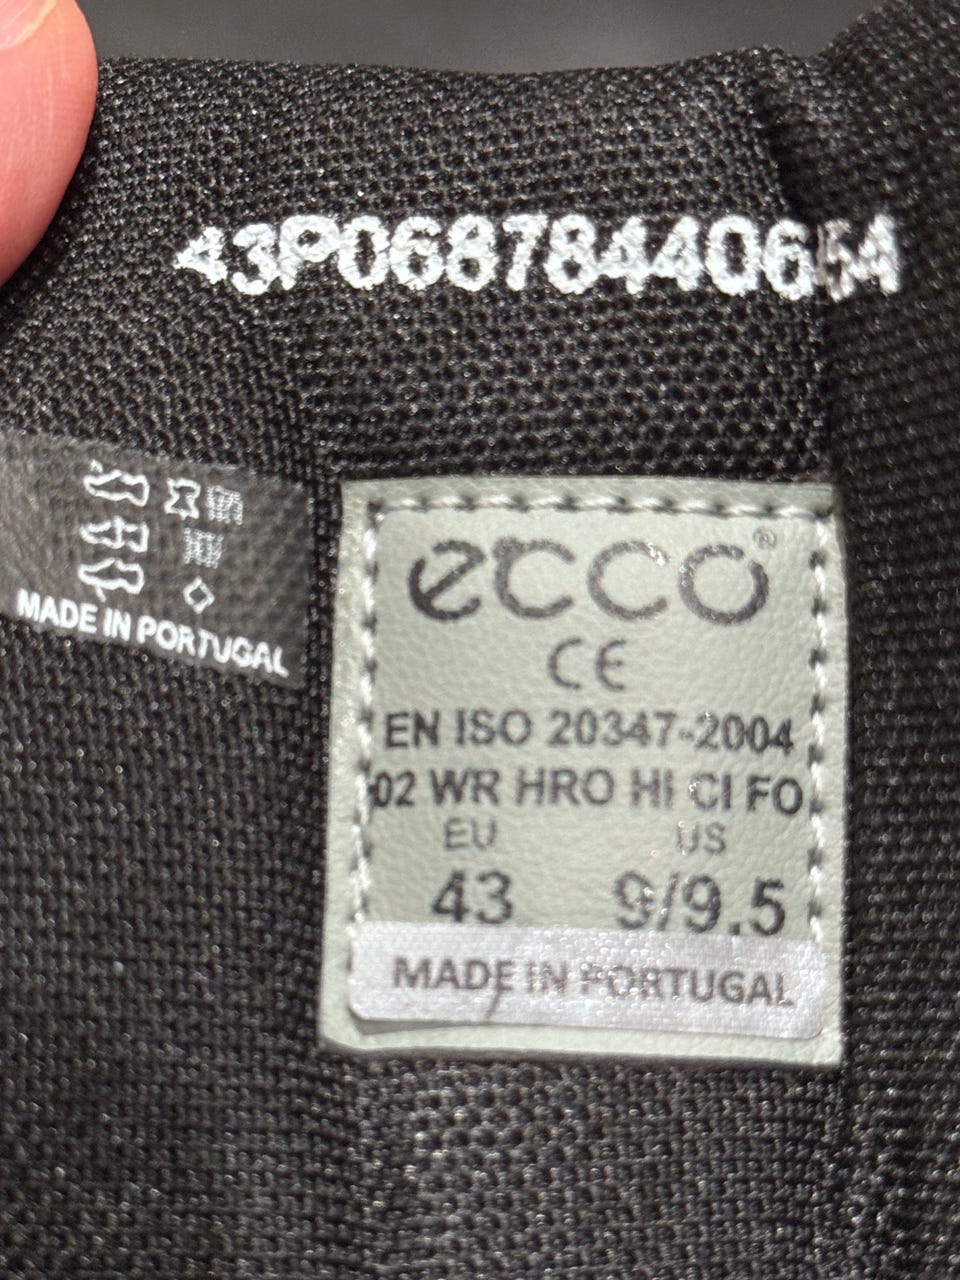 43P06878440654
MADE IN PORTUGAL
ecco®
CE
EN ISO 20347-2004
02 WR HRO HI CI FO
EU US
43 9/9.5
MADE IN PORTUGAL